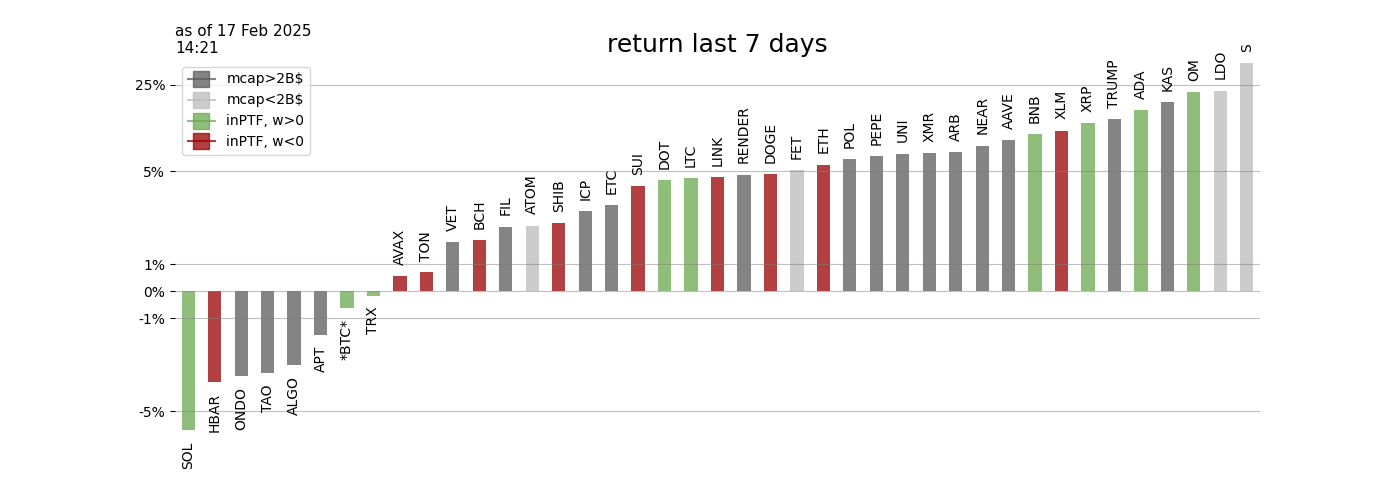 as of 17 Feb 2025
14:21
return last 7 days
mcap>2B$
mcap<2B$
inPTF, w>0
inPTF, w<0
25%
5%
1%
0%
-1%
-5%
SOL
HBAR
ONDO
TAO
ALGO
APT
*BTC*
TRX
AVAX
TON
VET
BCH
FIL
ATOM
SHIB
ICP
ETC
SUI
DOT
LTC
LINK
RENDER
DOGE
FET
ETH
POL
PEPE
UNI
XMR
ARB
NEAR
AAVE
BNB
XLM
XRP
TRUMP
ADA
KAS
OM
LDO
S